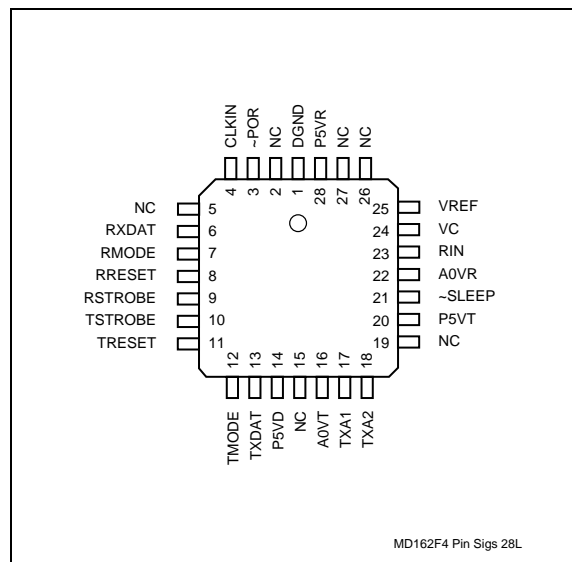 CLKIN
~POR
NC
DGND
P5VR
NC
NC
4 3 2 1 28 27 26
NC 5
RXDAT 6
RMODE 7
RRESET 8
RSTROBE 9
TSTROBE 10
TRESET 11
25 VREF
24 VC
23 RIN
22 A0VR
21 ~SLEEP
20 P5VT
19 NC
12 13 14 15 16 17 18
TMODE
TXDAT
P5VD
NC
A0VT
TXA1
TXA2
MD162F4 Pin Sigs 28L